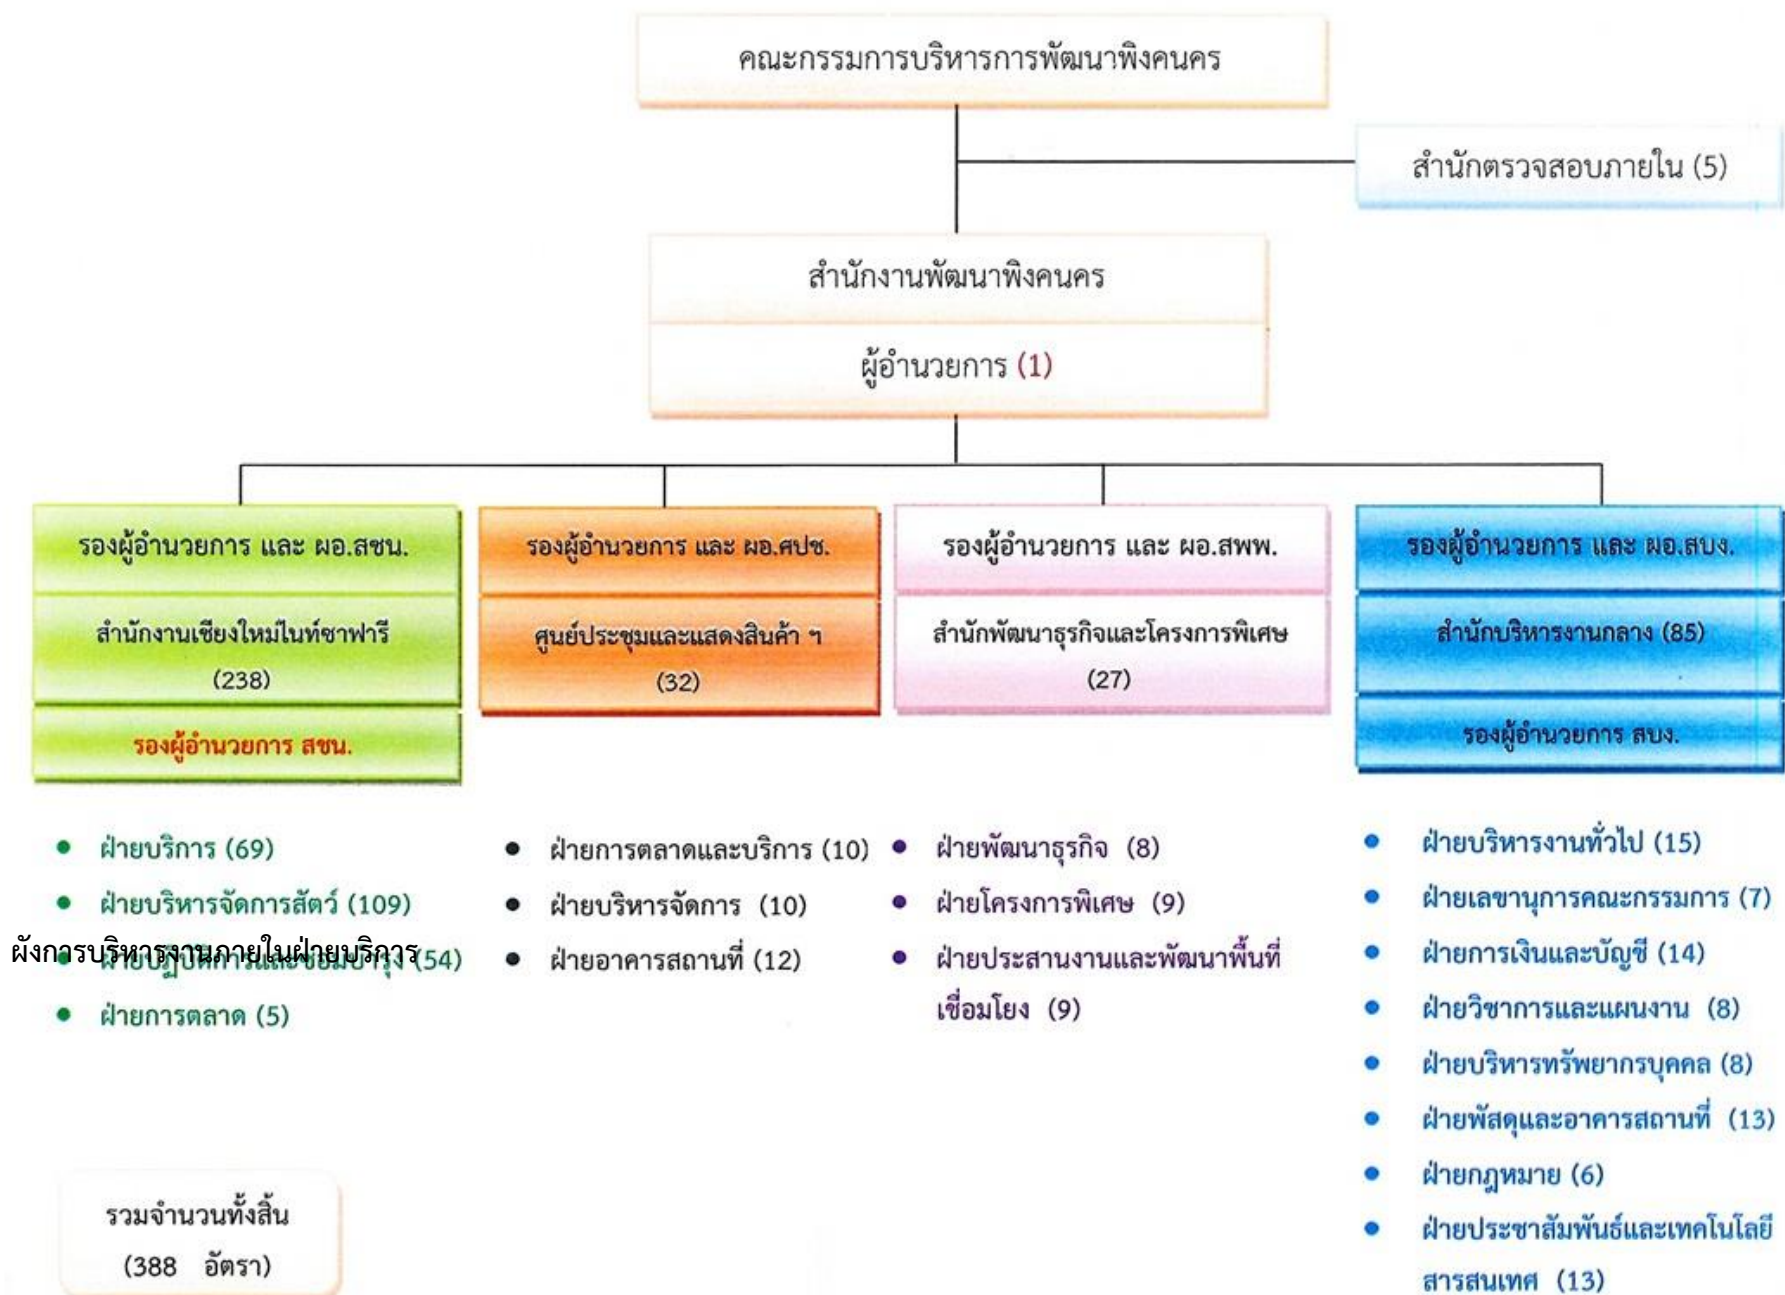 คณะกรรมการบริหารการพัฒนาพิงคนคร
สำนักตรวจสอบภายใน (5)
สำนักงานพัฒนาพิงคนคร
ผู้อำนวยการ (1)
รองผู้อำนวยการ และ ผอ.สชน.
สำนักงานเชียงใหม่ไนท์ซาฟารี
(238)
รองผู้อำนวยการ สชน.
รองผู้อำนวยการ และ ผอ.ศปช.
ศูนย์ประชุมและแสดงสินค้า ฯ
(32)
รองผู้อำนวยการ และ ผอ.สพพ.
สำนักพัฒนาธุรกิจและโครงการพิเศษ
(27)
รองผู้อำนวยการ และ ผอ.สบง.
สำนักบริหารงานกลาง (85)
รองผู้อำนวยการ สบง.
• ฝ่ายบริการ (69)
• ฝ่ายบริหารจัดการสัตว์ (109)
ผังการบริหารงานภายในฝ่ายบริการ
• ฝ่ายปฏิบัติการและซ่อมบำรุง (54)
• ฝ่ายการตลาด (5)
• ฝ่ายการตลาดและบริการ (10)
• ฝ่ายบริหารจัดการ (10)
• ฝ่ายอาคารสถานที่ (12)
• ฝ่ายพัฒนาธุรกิจ (8)
• ฝ่ายโครงการพิเศษ (9)
• ฝ่ายประสานงานและพัฒนาพื้นที่
เชื่อมโยง (9)
• ฝ่ายบริหารงานทั่วไป (15)
• ฝ่ายเลขานุการคณะกรรมการ (7)
• ฝ่ายการเงินและบัญชี (14)
• ฝ่ายวิชาการและแผนงาน (8)
• ฝ่ายบริหารทรัพยากรบุคคล (8)
• ฝ่ายพัสดุและอาคารสถานที่ (13)
• ฝ่ายกฎหมาย (6)
• ฝ่ายประชาสัมพันธ์และเทคโนโลยี
สารสนเทศ (13)
รวมจำนวนทั้งสิ้น
(388 อัตรา)